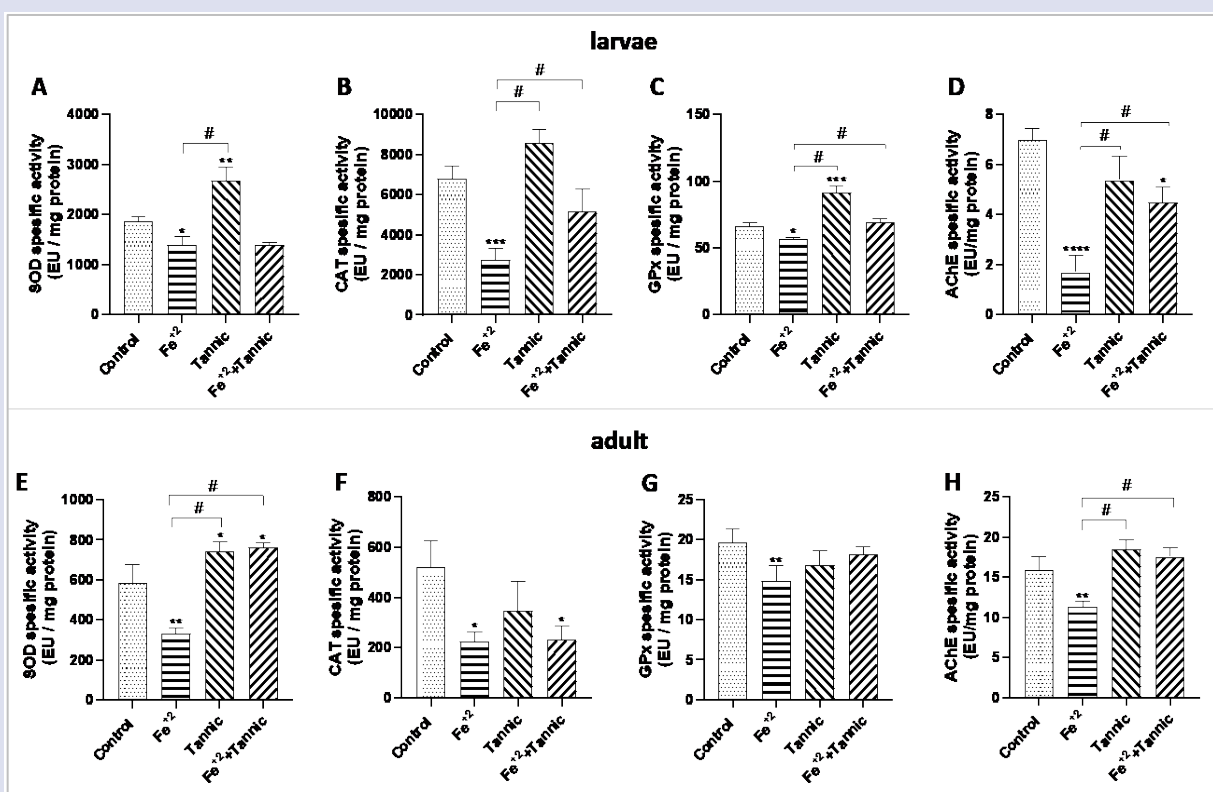 larvae
A
SOD spesific activity
(EU / mg protein)
4000
3000
2000
1000
0
#
*
**
Control
Fe+2
Tannic
Fe+2+Tannic
B
CAT spesific activity
(EU / mg protein)
10000
8000
6000
4000
2000
0
#
#
***
Control
Fe+2
Tannic
Fe+2+Tannic
C
GPx spesific activity
(EU / mg protein)
150
100
50
0
#
#
*
***
Control
Fe+2
Tannic
Fe+2+Tannic
D
AChE spesific activity
(EU/mg protein)
8
6
4
2
0
#
#
****
*
Control
Fe+2
Tannic
Fe+2+Tannic
adult
E
SOD spesific activity
(EU / mg protein)
1000
800
600
400
200
0
#
#
**
*
*
Control
Fe+2
Tannic
Fe+2+Tannic
F
CAT spesific activity
(EU / mg protein)
800
600
400
200
0
*
*
Control
Fe+2
Tannic
Fe+2+Tannic
G
GPx spesific activity
(EU / mg protein)
25
20
15
10
5
0
**
Control
Fe+2
Tannic
Fe+2+Tannic
H
AChE spesific activity
(EU/mg protein)
25
20
15
10
5
0
#
#
**
Control
Fe+2
Tannic
Fe+2+Tannic